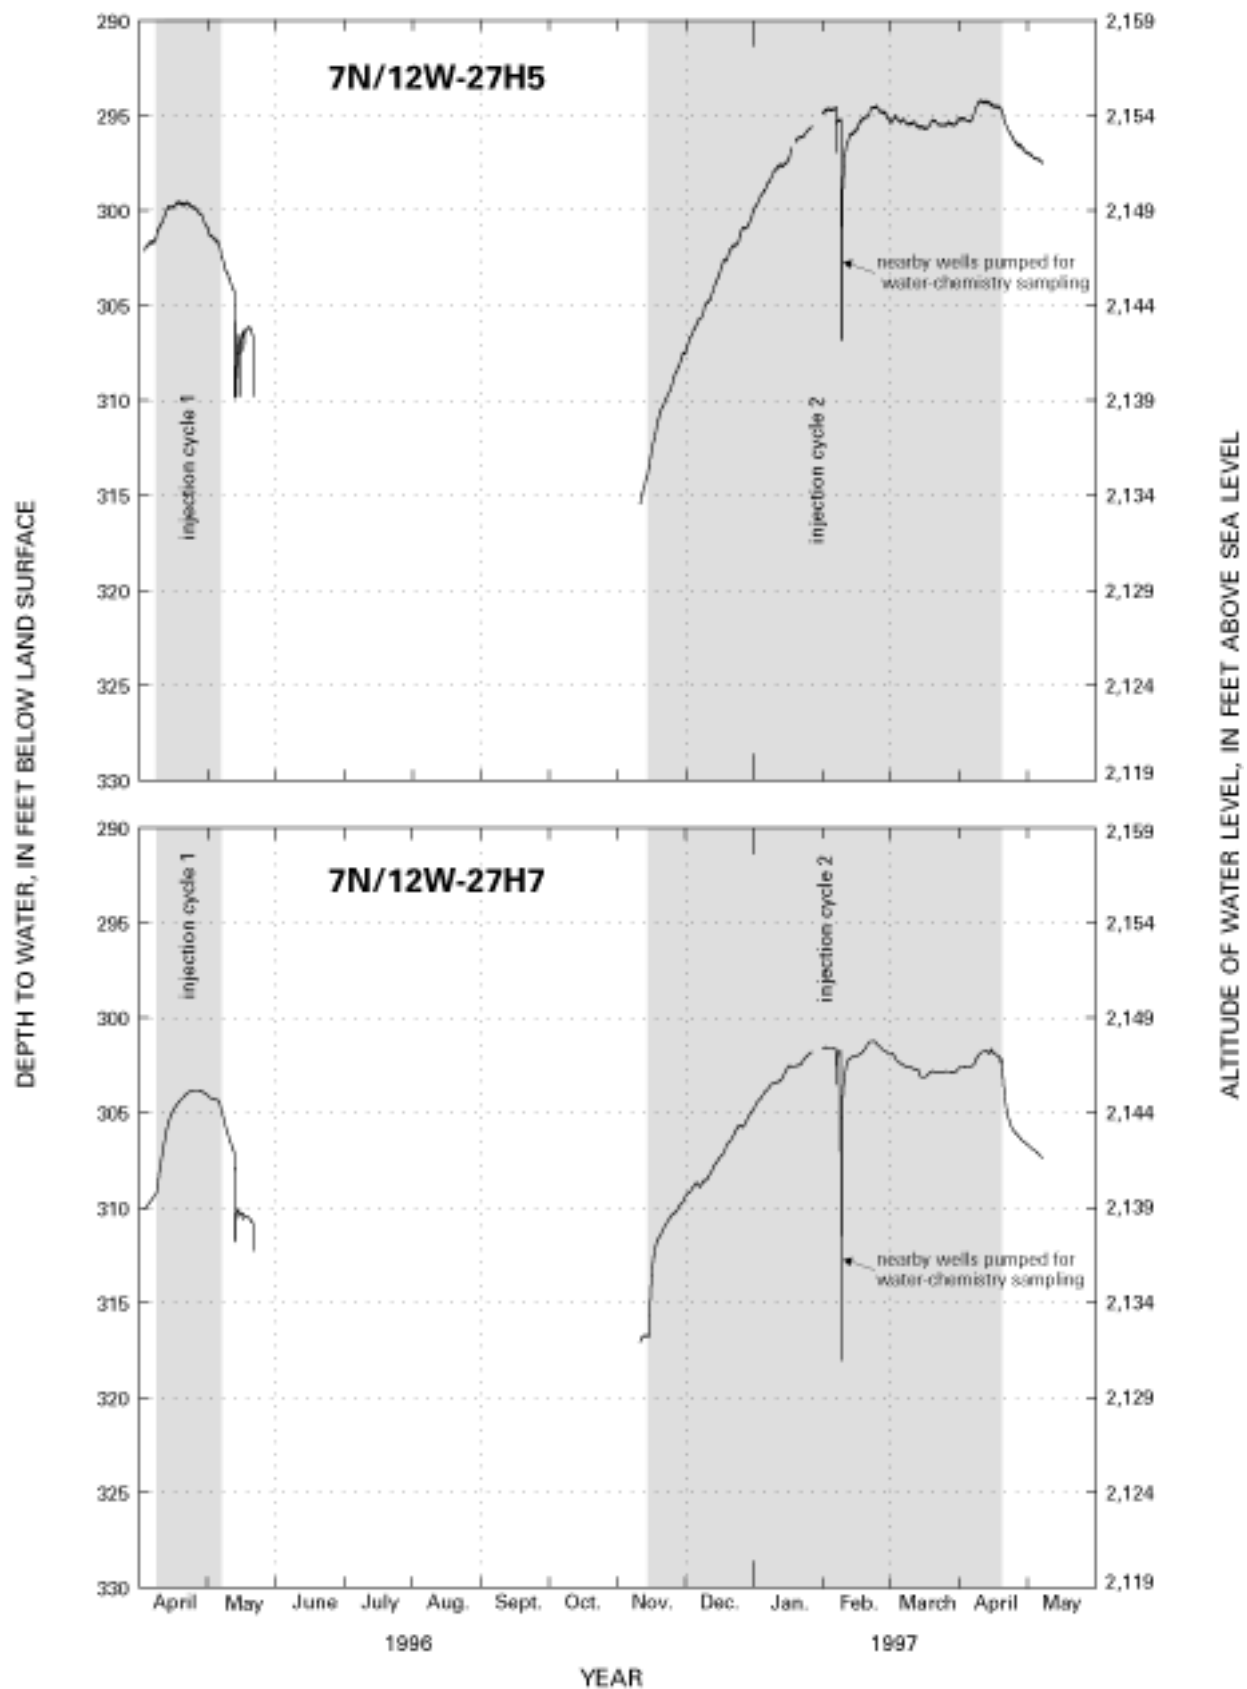 DEPTH TO WATER, IN FEET BELOW LAND SURFACE
7N/12W-27H5
290
295
300
305
310
315
320
325
330
injection cycle 1
injection cycle 2
nearby wells pumped for
water-chemistry sampling
2,159
2,154
2,149
2,144
2,139
2,134
2,129
2,124
2,119
7N/12W-27H7
290
295
300
305
310
315
320
325
330
injection cycle 1
injection cycle 2
nearby wells pumped for
water-chemistry sampling
2,159
2,154
2,149
2,144
2,139
2,134
2,129
2,124
2,119
ALTITUDE OF WATER LEVEL, IN FEET ABOVE SEA LEVEL
April May June July Aug. Sept. Oct. Nov. Dec. Jan. Feb. March April May
1996 1997
YEAR